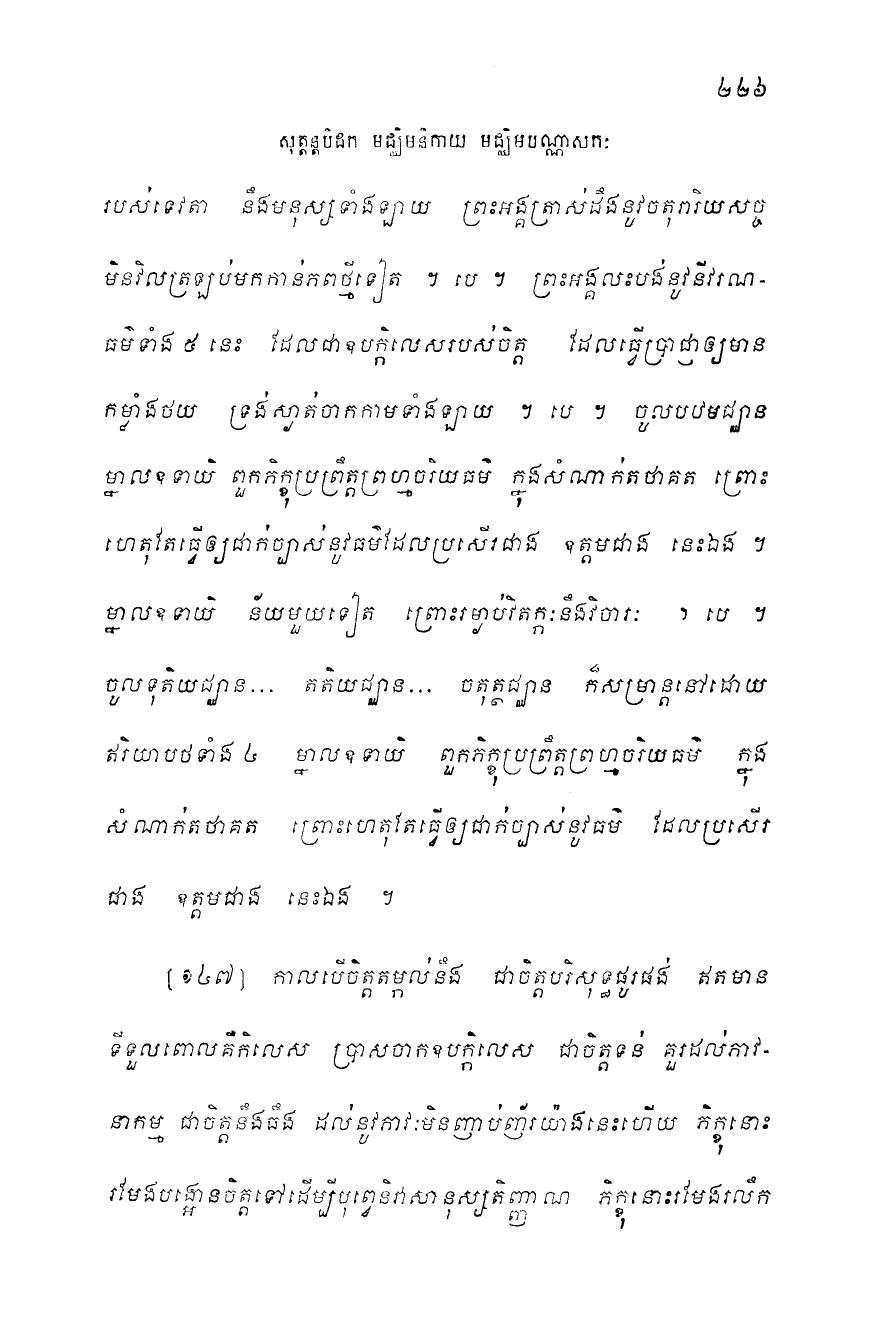 ២២៦
សុត្តន្តបិដក មជ្ឈិមនិកាយ មជ្ឈិមបណ្ណាសកៈ
របស់ទេវតា នឹងមនុស្សទាំងឡាយ ព្រះអង្គត្រាស់ដឹងនូវចតុរារិយសច្ច
មិនវិលត្រឡប់មកកាន់ភពថ្មីទៀត ។ បេ ។ ព្រះអង្គលះបង់នូវនីវរណ-
ធម៌ទាំង ៥ នេះ ដែលជាឧបក្កិលេសរបស់ចិត្ត ដែលធ្វើប្រាជ្ញាឲ្យមាន
កម្លាំងថយ ទ្រង់ស្ងាត់ចាកកាមទាំងឡាយ ។ បេ ។ ចូលបឋមជ្ឈាន
ម្នាលឧទាយិ ពួកភិក្ខុប្រព្រឹត្តព្រហ្មចរិយធម៌ ក្នុងសំណាក់តថាគត ព្រោះ
ហេតុតែធ្វើឲ្យជាក់ច្បាស់នូវធម៌ដែលប្រសើរជាង ឧត្តមជាង នេះឯង ។
ម្នាលឧទាយិ ន័យមួយទៀត ព្រោះរម្ងាប់វិតក្កៈនឹងវិចារៈ ។ បេ ។
ចូលទុតិយជ្ឈាន... តតិយជ្ឈាន... ចតុត្ថជ្ឈាន ក៏សម្រាន្តនៅដោយ
ឥរិយាបថទាំង ៤ ម្នាលឧទាយិ ពួកភិក្ខុប្រព្រឹត្តព្រហ្មចរិយធម៌ ក្នុង
សំណាក់តថាគត ព្រោះហេតុតែធ្វើឲ្យជាក់ច្បាស់នូវធម៌ ដែលប្រសើរ
ជាង ឧត្តមជាង នេះឯង ។
[១៤៧] កាលបើចិត្តតម្កល់នឹង ជាចិត្តបរិសុទ្ធផូរផង់ ឥតមាន
ទីទួលពោលគឺកិលេស ប្រាសចាកឧបក្កិលេស ជាចិត្តទន់ គួរដល់ភាវ-
នាកម្ម ជាចិត្តនឹងធឹង ដល់នូវភាវៈមិនញាប់ញ័រយ៉ាងនេះហើយ ភិក្ខុនោះ
រមែងបង្អោនចិត្តទៅដើម្បីបុព្វេនិវាសានុស្សតិញ្ញាណ ភិក្ខុនោះរមែងរលឹក